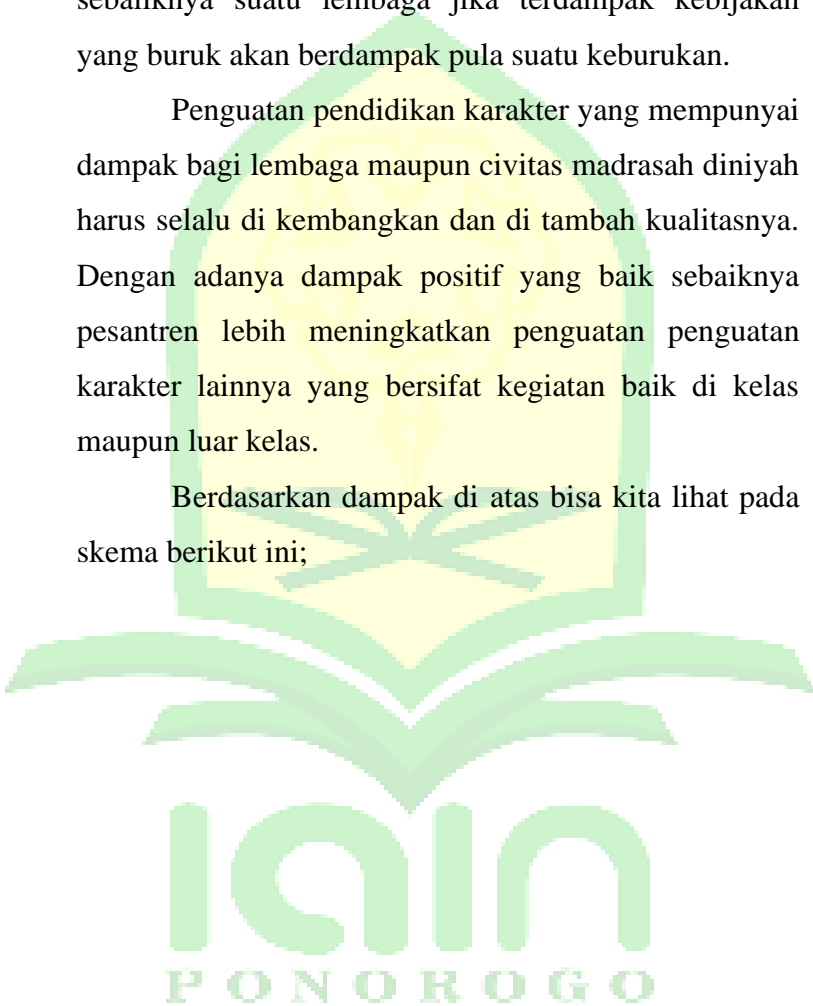 sebaliknya suatu lembaga jika terdampak kebijakan
yang buruk akan berdampak pula suatu keburukan.
Penguatan pendidikan karakter yang mempunyai
dampak bagi lembaga maupun civitas madrasah diniyah
harus selalu di kembangkan dan di tambah kualitasnya.
Dengan adanya dampak positif yang baik sebaiknya
pesantren lebih meningkatkan penguatan penguatan
karakter lainnya yang bersifat kegiatan baik di kelas
maupun luar kelas.
Berdasarkan dampak di atas bisa kita lihat pada
skema berikut ini;
iain
PONOROGO